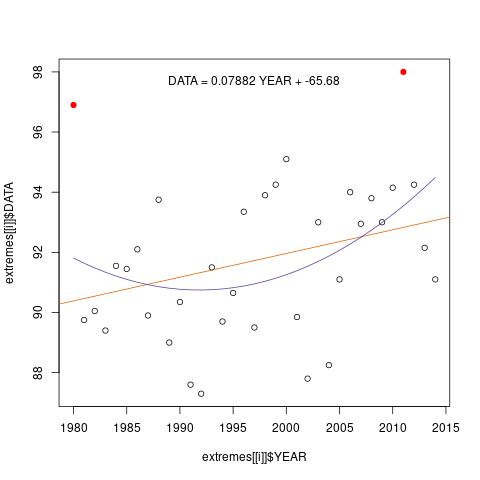 DATA = 0.07882 YEAR + -65.68
98
96
94
92
90
88
extremes[[i]]$DATA
1980 1985 1990 1995 2000 2005 2010 2015
extremes[[i]]$YEAR